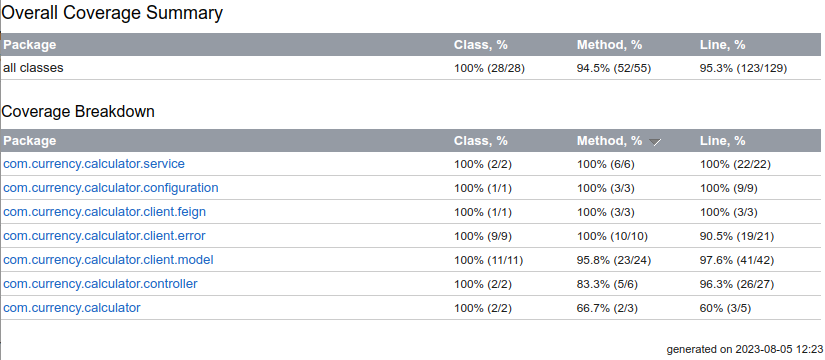 Overall Coverage Summary
Package Class, % Method, % Line, %
all classes 100% (28/28) 94.5% (52/55) 95.3% (123/129)
Coverage Breakdown
Package Class, % Method, % Line, %
com.currency.calculator.service 100% (2/2) 100% (6/6) 100% (22/22)
com.currency.calculator.configuration 100% (1/1) 100% (3/3) 100% (9/9)
com.currency.calculator.client.feign 100% (1/1) 100% (3/3) 100% (3/3)
com.currency.calculator.client.error 100% (9/9) 100% (10/10) 90.5% (19/21)
com.currency.calculator.client.model 100% (11/11) 95.8% (23/24) 97.6% (41/42)
com.currency.calculator.controller 100% (2/2) 83.3% (5/6) 96.3% (26/27)
com.currency.calculator 100% (2/2) 66.7% (2/3) 60% (3/5)
generated on 2023-08-05 12:23